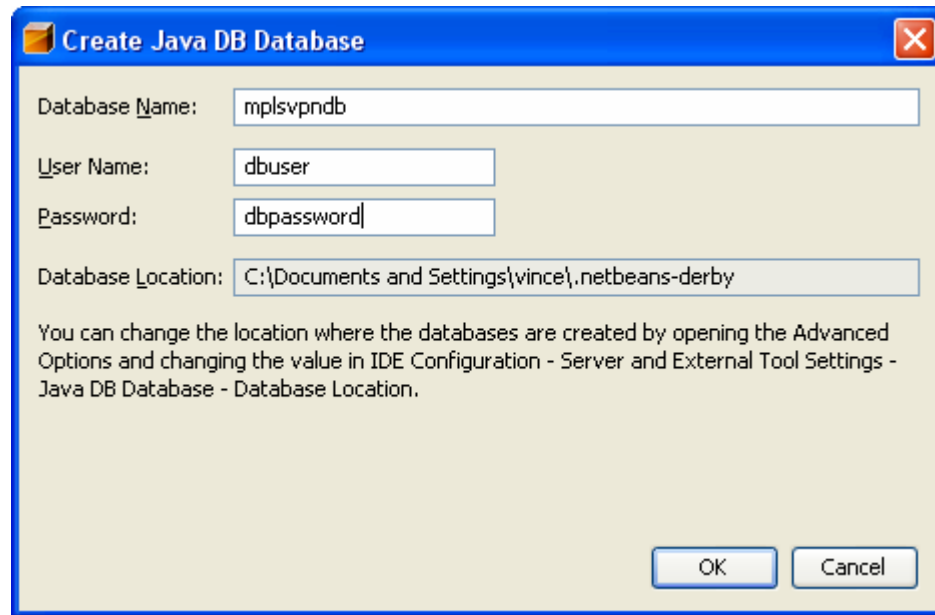 Create Java DB Database
Database Name: mplsvpndb
User Name: dbuser
Password: dbpassword
Database Location: C:\Documents and Settings\vince\.netbeans-derby
You can change the location where the databases are created by opening the Advanced
Options and changing the value in IDE Configuration - Server and External Tool Settings -
Java DB Database - Database Location.
OK Cancel